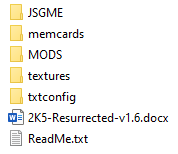 JSGME
memcards
MODS
textures
txtconfig
2K5-Resurrected-v1.6.docx
ReadMe.txt